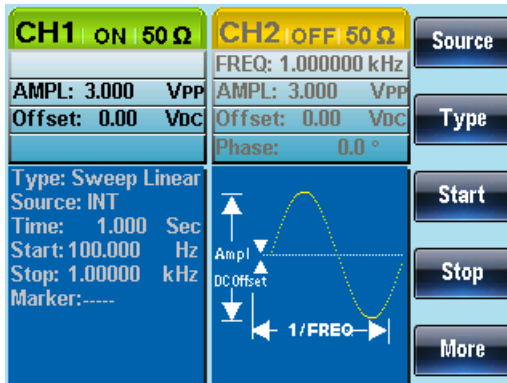 CH1 ON 50 Ω
AMPL: 3.000 VPP
Offset: 0.00 VDC
Type: Sweep Linear
Source: INT
Time: 1.000 Sec
Start: 100.000 Hz
Stop: 1.00000 kHz
Marker:-----
CH2 OFF 50 Ω
FREQ: 1.000000 kHz
AMPL: 3.000 VPP
Offset: 0.00 VDC
Phase: 0.0 °
Ampl
DC Offset
1/FREQ
Source
Type
Start
Stop
More